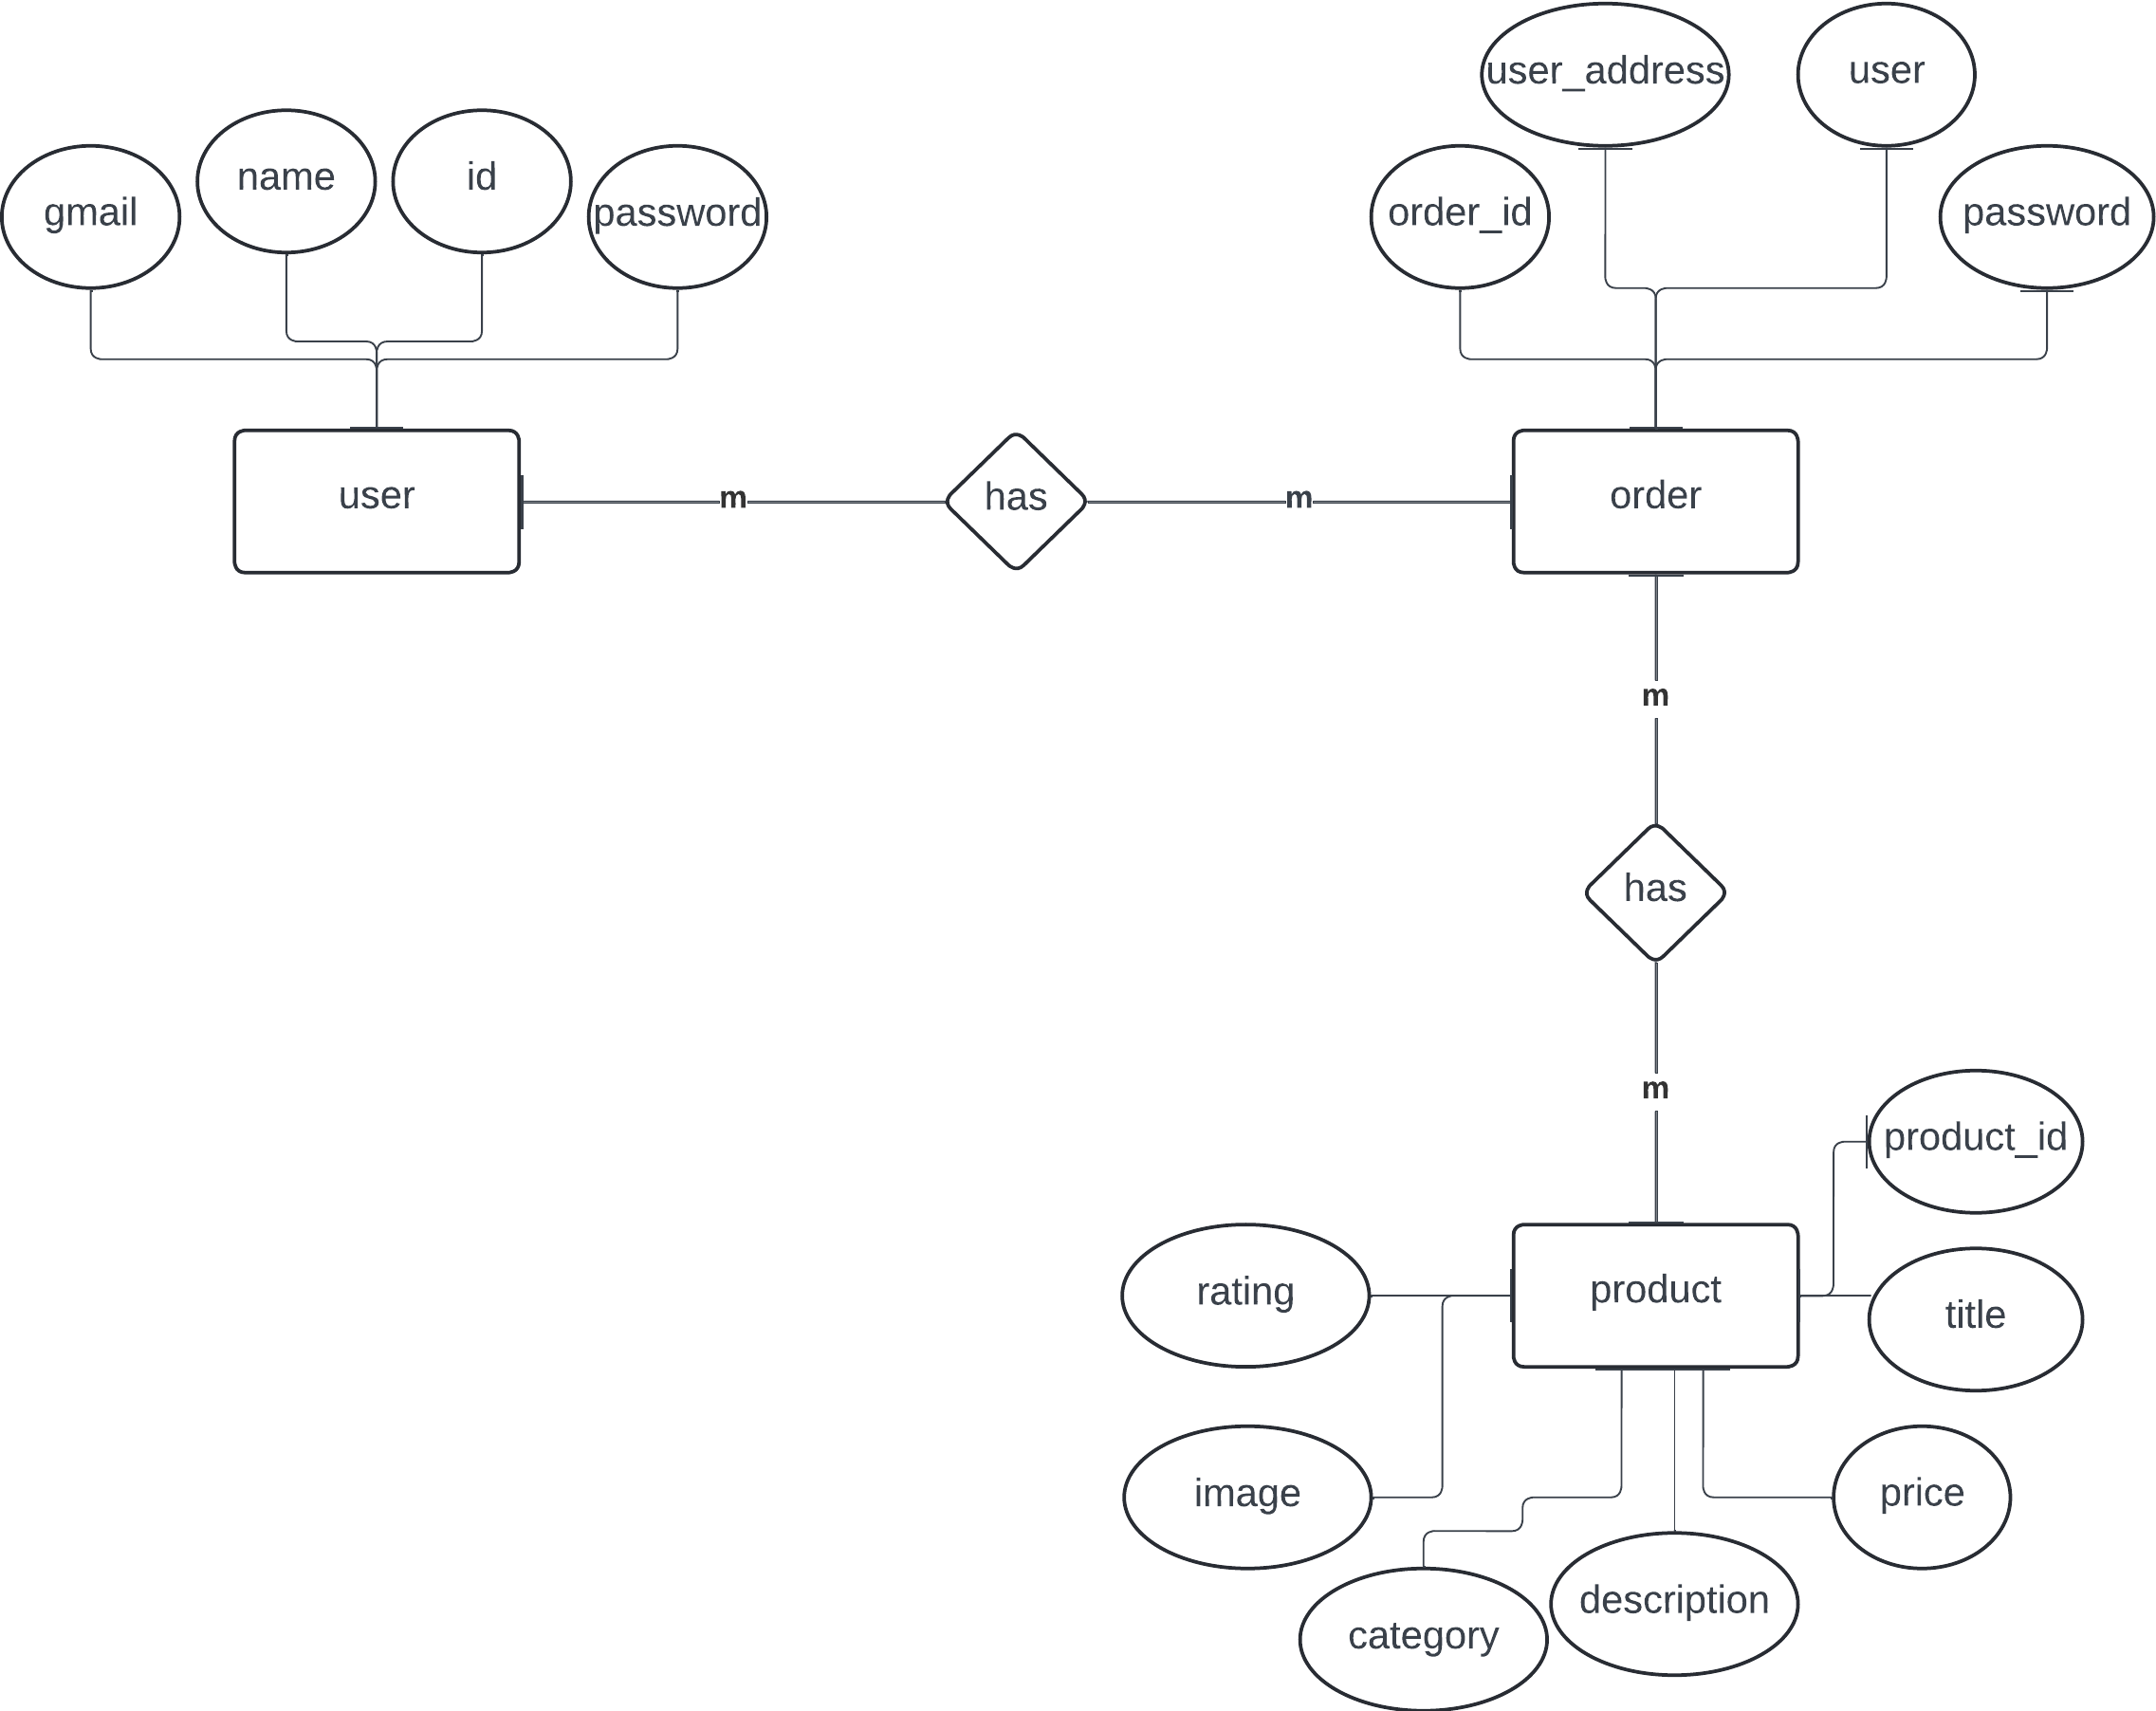 user_address
user
name
id
gmail
password
order_id
password
user
m
has
m
order
m
has
m
product_id
rating
product
title
image
price
category
description